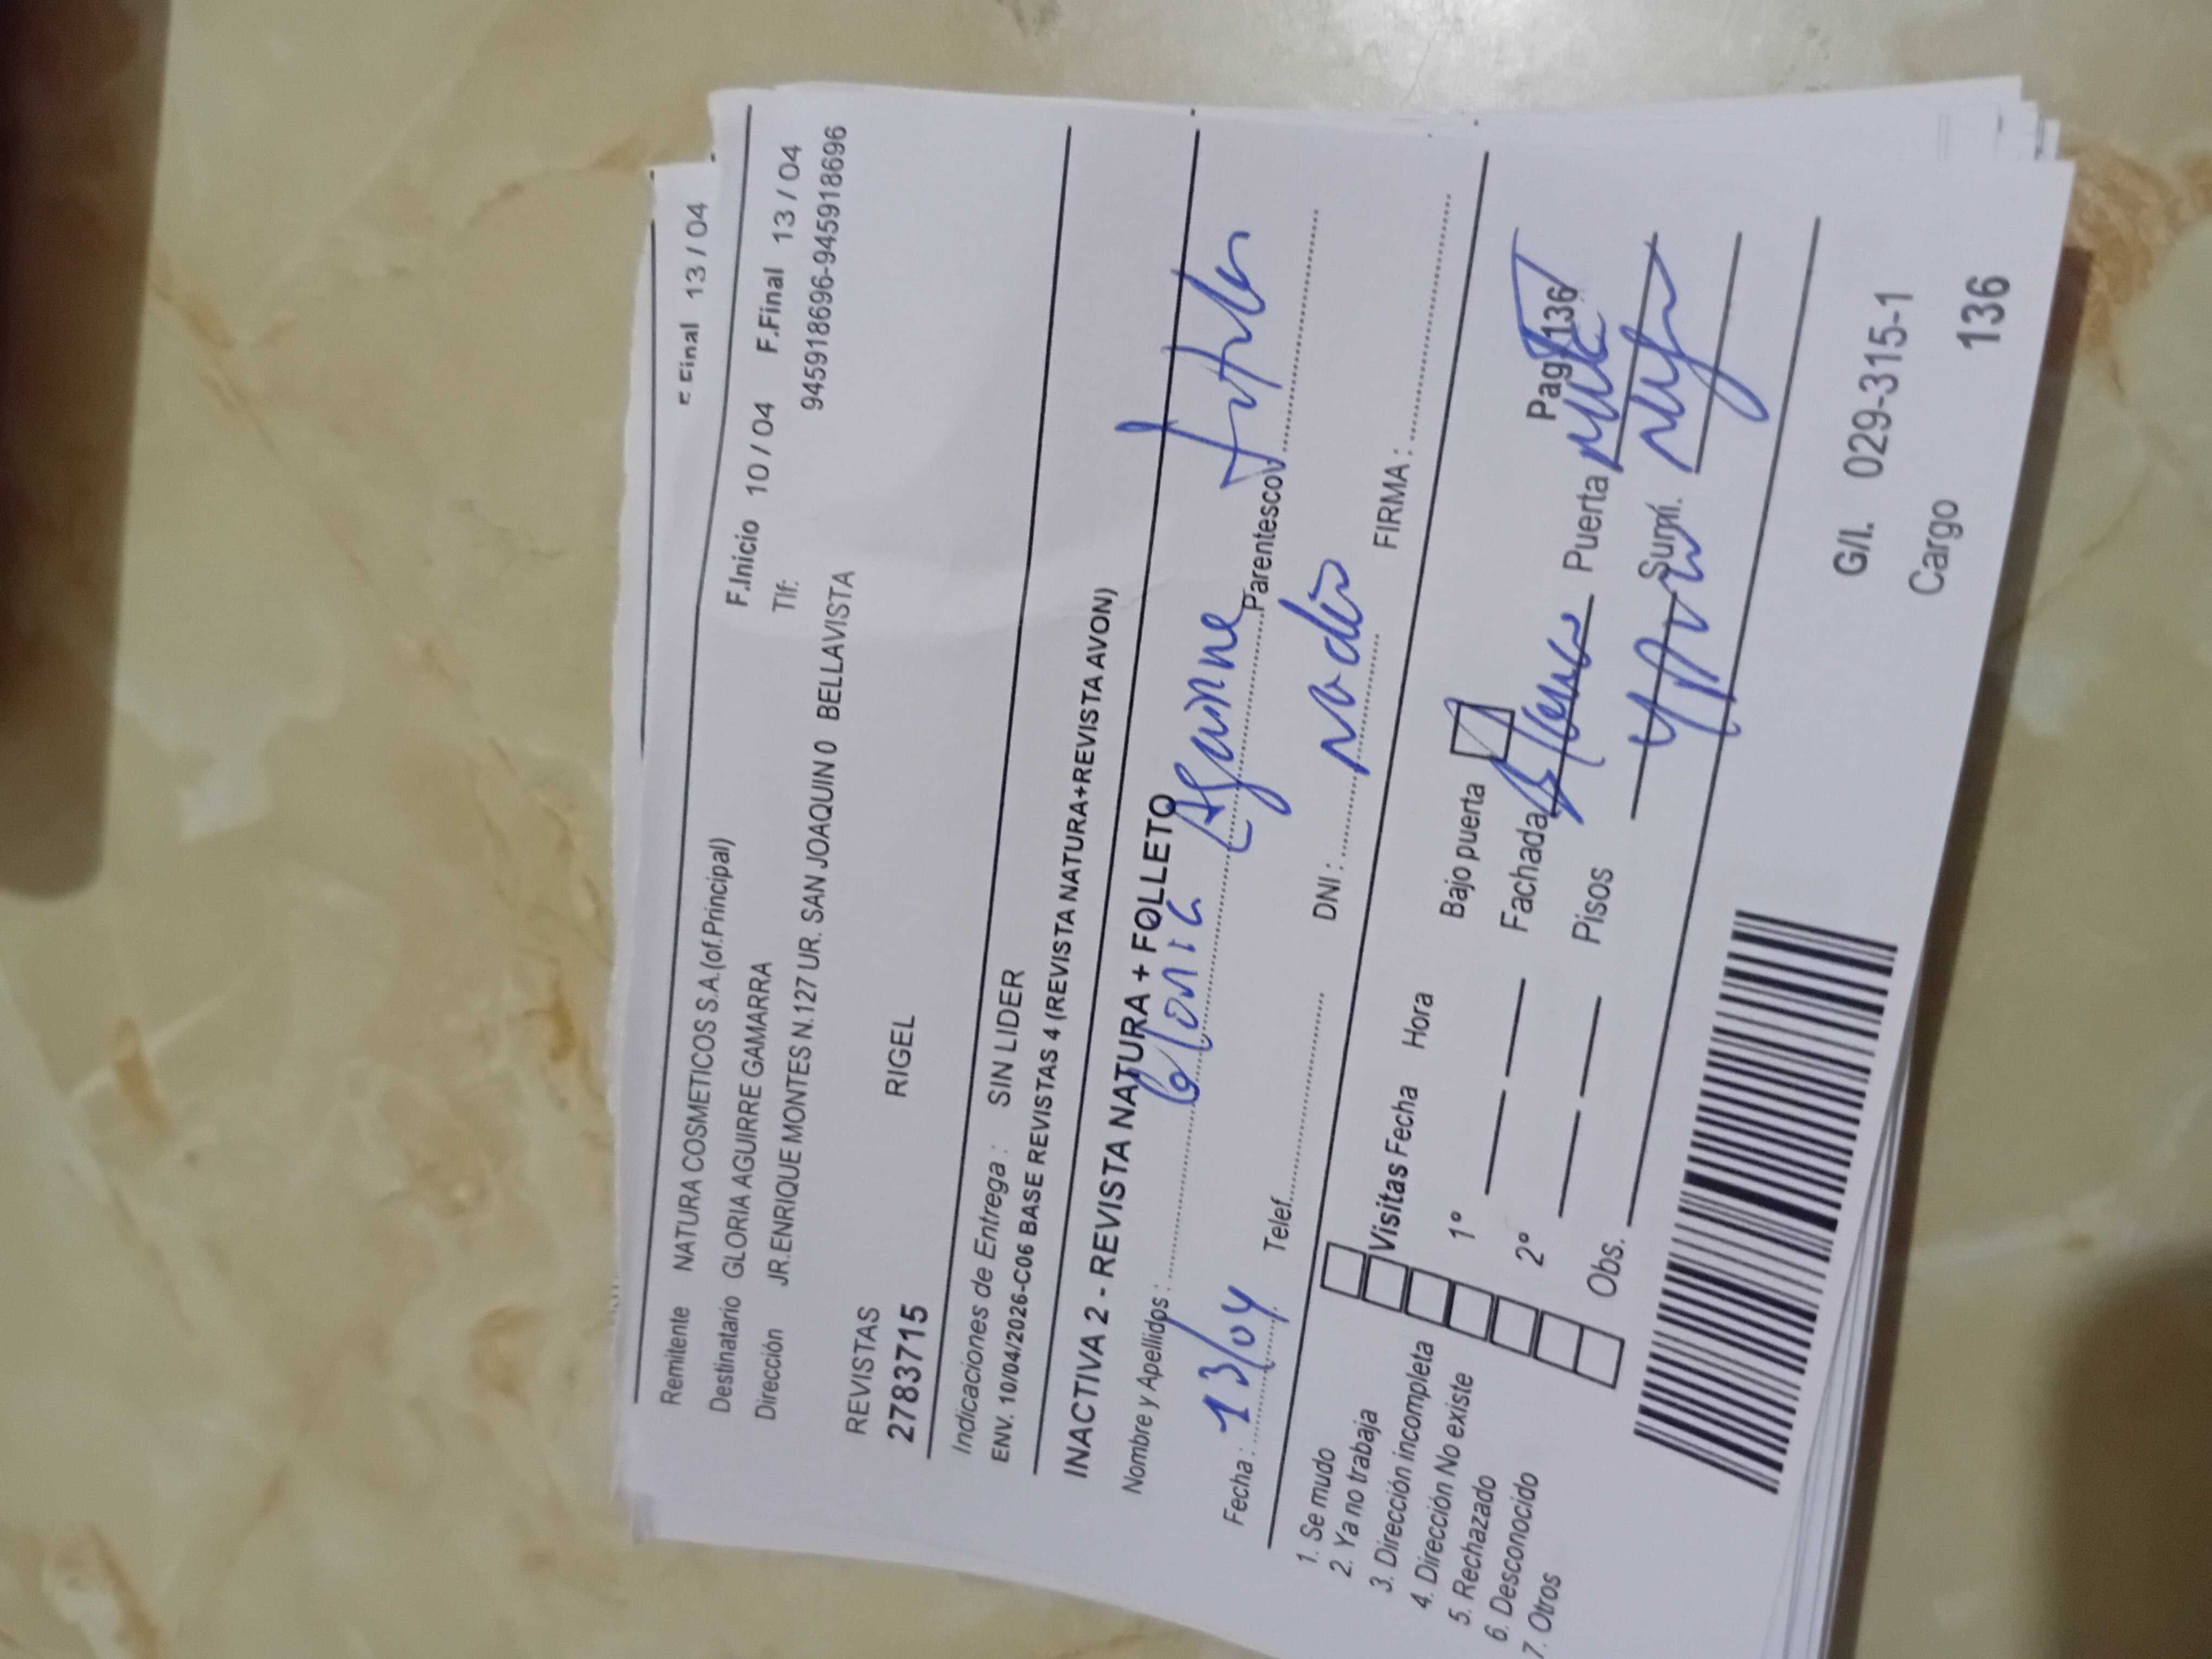 F.Final 13 / 04
Remitente NATURA COSMETICOS S.A.(of.Principal)
F.Inicio 10 / 04 F.Final 13 / 04
Destinatario GLORIA AGUIRRE GAMARRA
Tlf: 945918696-945918696
Dirección JR.ENRIQUE MONTES N.127 UR. SAN JOAQUIN 0 BELLAVISTA
REVISTAS
2783715 RIGEL
Indicaciones de Entrega : SIN LIDER
ENV. 10/04/2026-C06 BASE REVISTAS 4 (REVISTA NATURA+REVISTA AVON)
INACTIVA 2 - REVISTA NATURA + FOLLETO
Nombre y Apellidos : Gloria Aguirre Parentesco
Fecha : 13/04 Telef. DNI : no dio FIRMA :
1. Se mudo
2. Ya no trabaja
3. Dirección incompleta
4. Dirección No existe
5. Rechazado
6. Desconocido
7. Otros
Visitas Fecha Hora
1º
2º
Obs.
Bajo puerta
Pag 136
Fachada Blanco Puerta
Pisos Sumi.
G/I. 029-315-1
Cargo 136